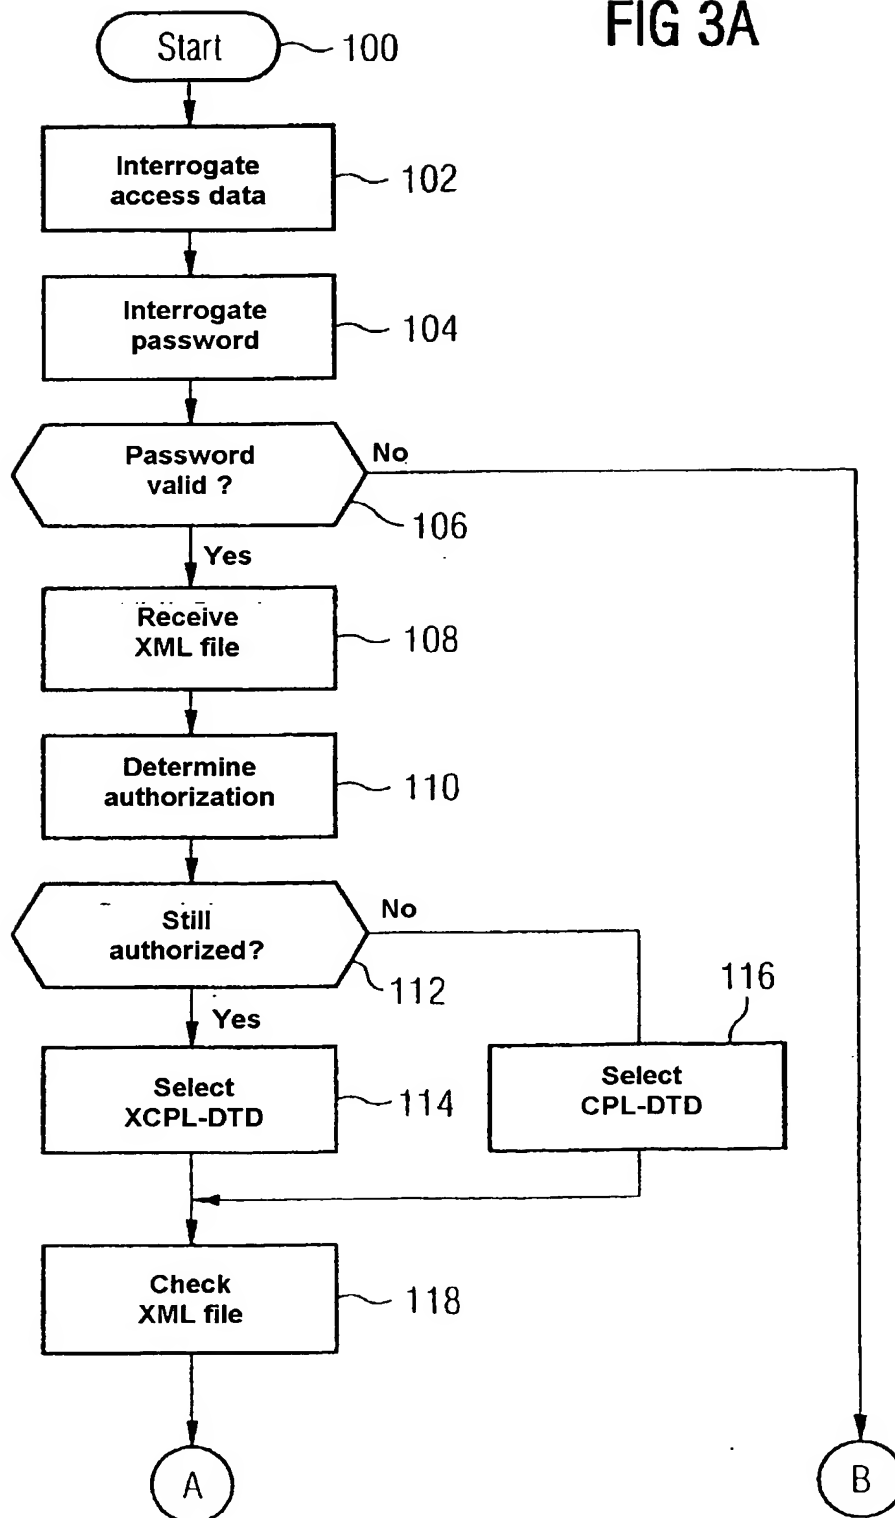 FIG 3A
Start
100
Interrogate
access data
102
Interrogate
password
104
Password
valid ?
No
106
Yes
Receive
XML file
108
Determine
authorization
110
Still
authorized?
No
112
Yes
116
Select
XCPL-DTD
114
Select
CPL-DTD
Check
XML file
118
A
B